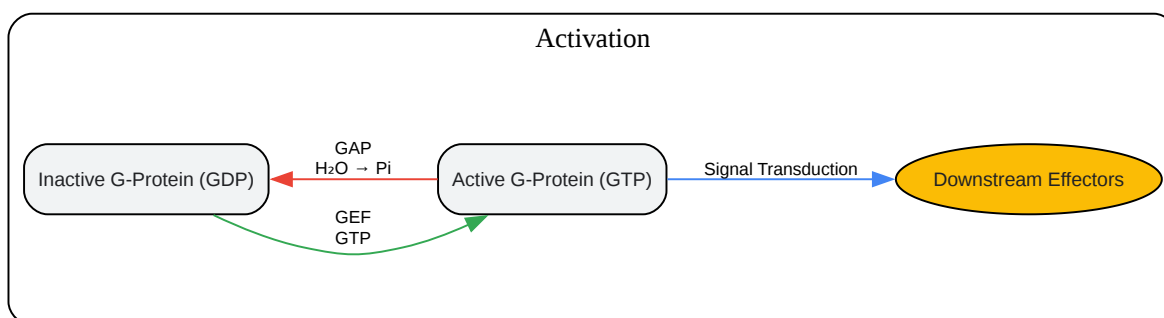 Activation
GAP
H₂O → Pi
Inactive G-Protein (GDP)
Active G-Protein (GTP)
Signal Transduction
Downstream Effectors
GEF
GTP